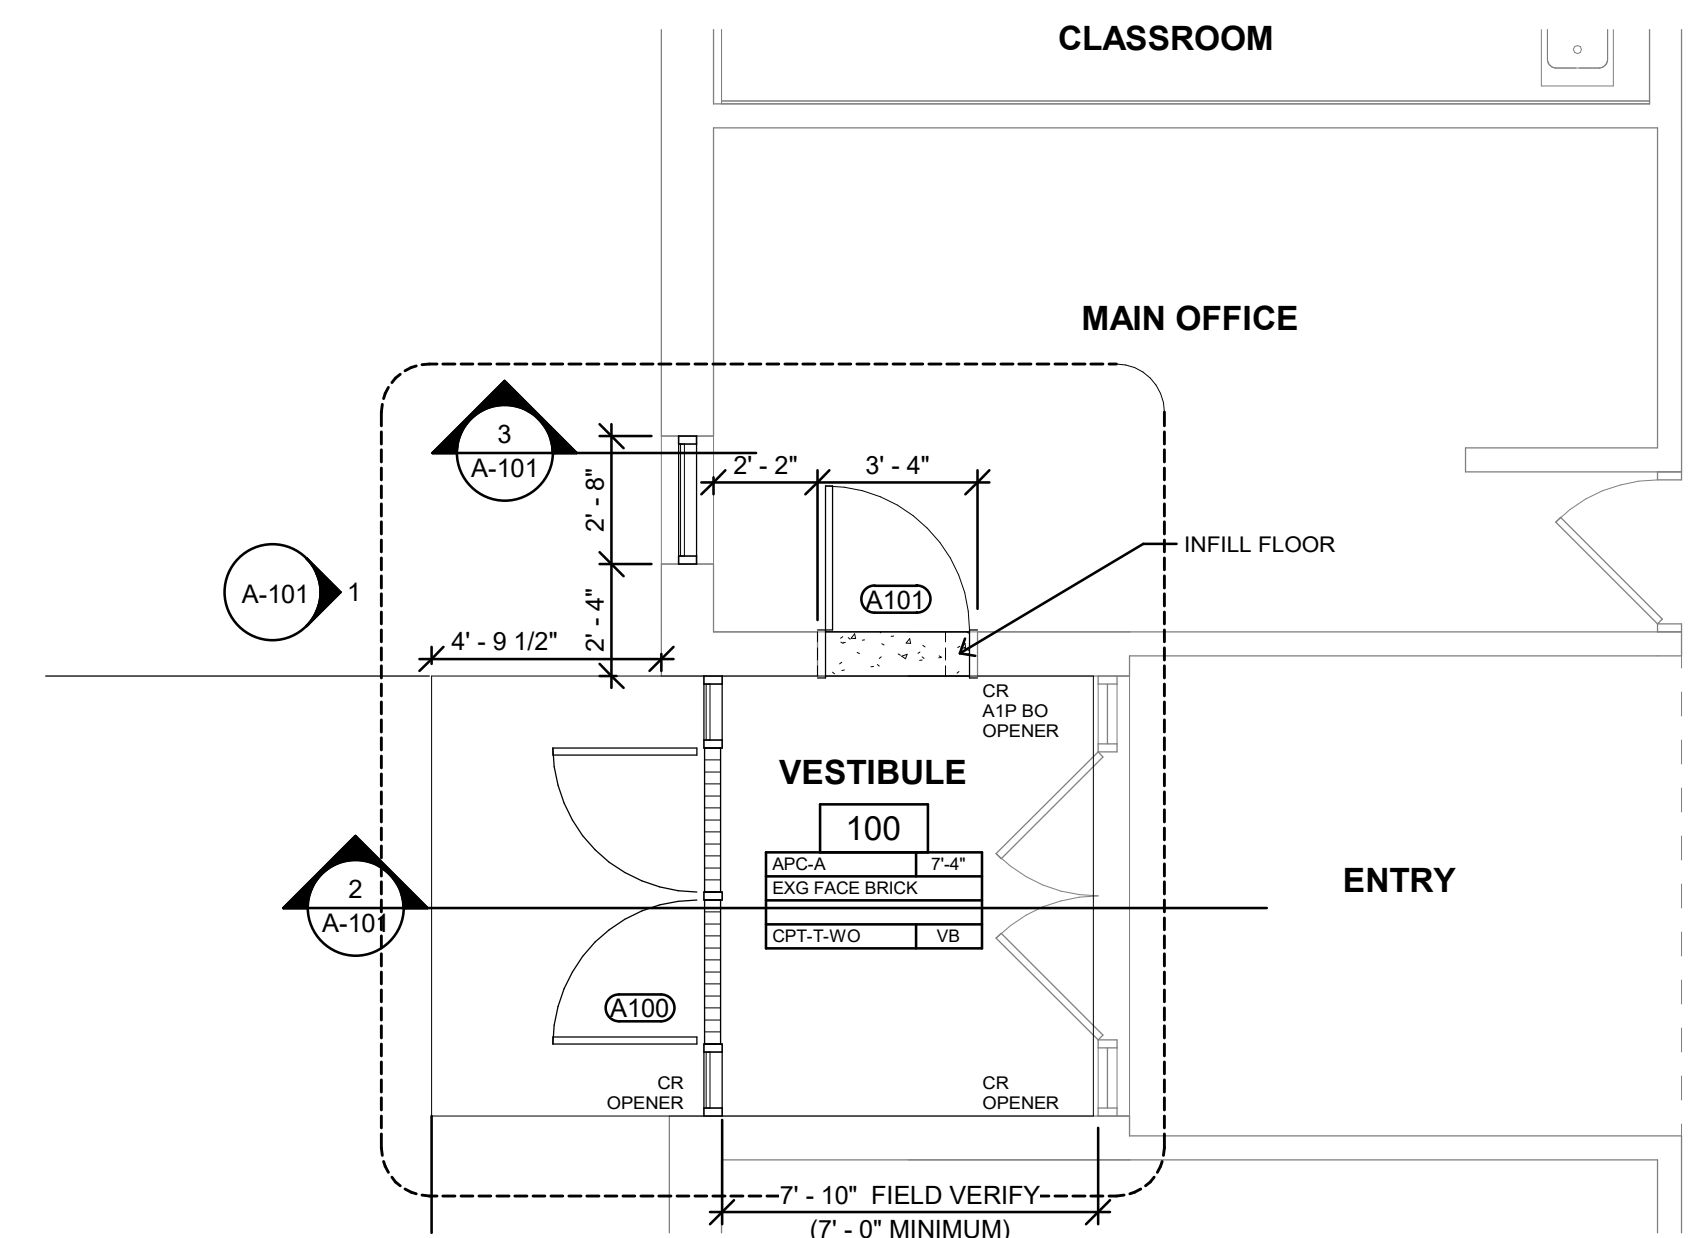 CLASSROOM
MAIN OFFICE
3
A-101
2' - 8"
2' - 2"
3' - 4"
INFILL FLOOR
A101
A-101
1
2' - 4"
4' - 9 1/2"
CR
A1P BO
OPENER
VESTIBULE
100
APC-A
7'-4"
EXG FACE BRICK
CPT-T-WO
VB
ENTRY
2
A-101
A100
CR
OPENER
CR
OPENER
7' - 10" FIELD VERIFY
(7' - 0" MINIMUM)